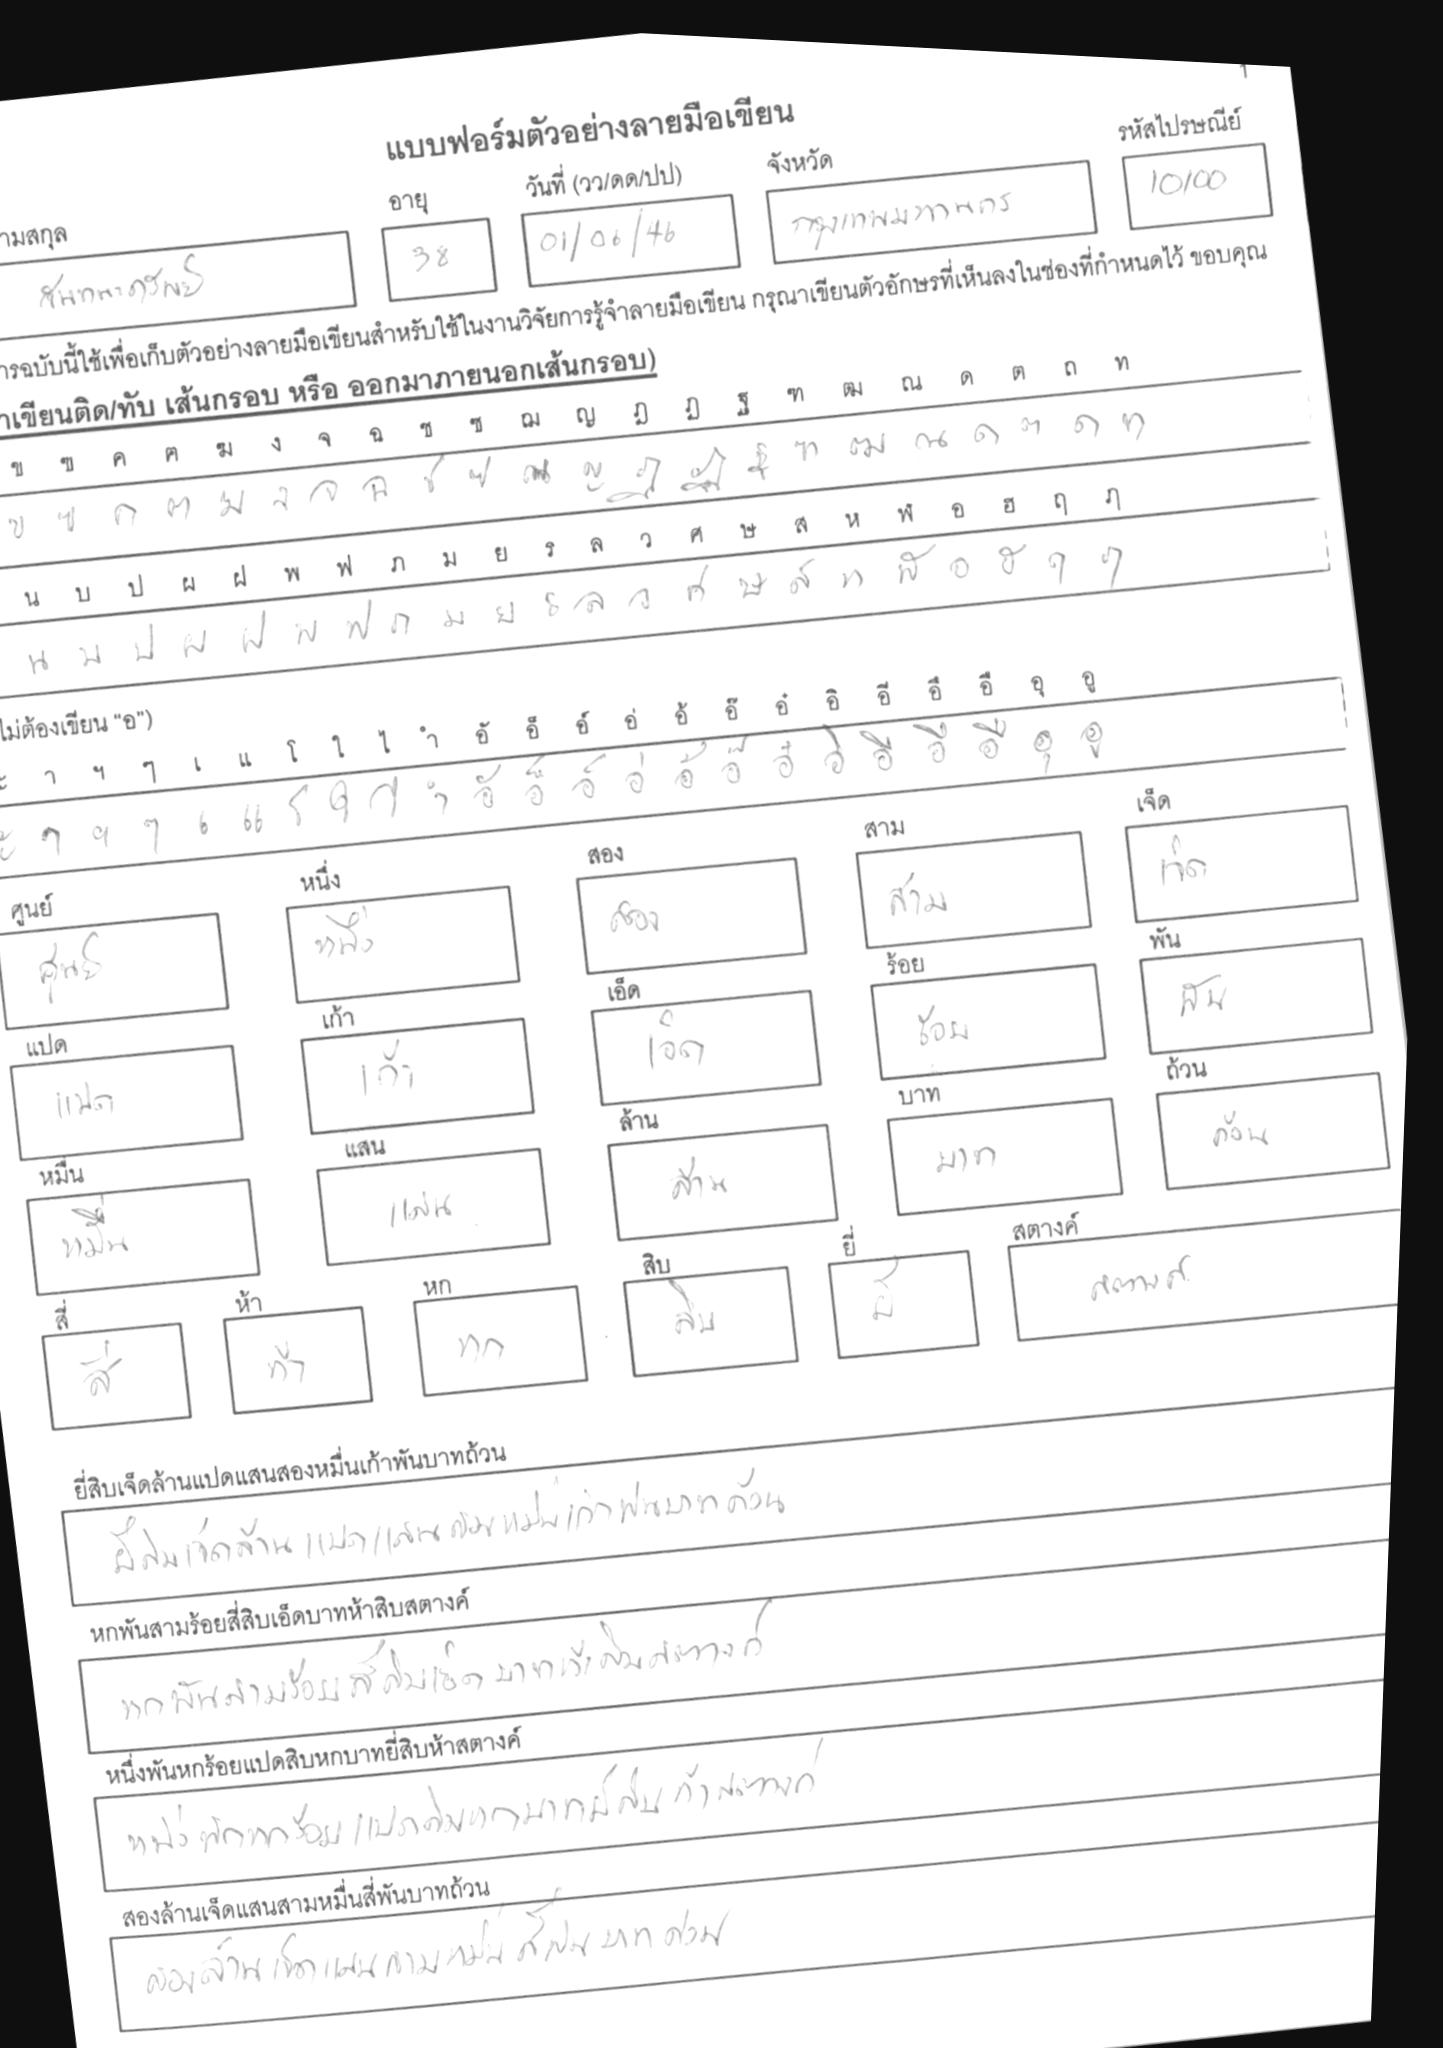 1
แบบฟอร์มตัวอย่างลายมือเขียน
ามสกุล อายุ วันที่ (วว/ดด/ปป) จังหวัด รหัสไปรษณีย์
38 01/06/46 กรุงเทพมหานคร 10100
ารฉบับนี้ใช้เพื่อเก็บตัวอย่างลายมือเขียนสำหรับใช้ในงานวิจัยการรู้จำลายมือเขียน กรุณาเขียนตัวอักษรที่เห็นลงในช่องที่กำหนดไว้ ขอบคุณ
าเขียนติด/ทับ เส้นกรอบ หรือ ออกมาภายนอกเส้นกรอบ)
ข ฃ ค ฅ ฆ ง จ ฉ ช ซ ฌ ญ ฎ ฏ ฐ ฑ ฒ ณ ด ต ถ ท
ข ฃ ค ฅ ฆ ง จ ฉ ช ซ ฌ ญ ฎ ฏ ฐ ฑ ฒ ณ ด ต ถ ท
น บ ป ผ ฝ พ ฟ ภ ม ย ร ล ว ศ ษ ส ห ฬ อ ฮ ฤ ฦ
น บ ป ผ ฝ พ ฟ ภ ม ย ร ล ว ศ ษ ส ห ฬ อ ฮ ฤ ฦ
ไม่ต้องเขียน "อ")
ะ า ฯ ๆ เ แ โ ใ ไ ำ อั อ็ อ์ อ่ อ้ อ๊ อ๋ อิ อี อึ อื อุ อู
ะ า ฯ ๆ เ แ โ ใ ไ ำ อั อ็ อ์ อ่ อ้ อ๊ อ๋ อิ อี อึ อื อุ อู
ศูนย์ หนึ่ง สอง สาม เจ็ด
ศูนย์ หนึ่ง สอง สาม เจ็ด
แปด เก้า เอ็ด ร้อย พัน
แปด เก้า เอ็ด ร้อย พัน
หมื่น แสน ล้าน บาท ถ้วน
หมื่น แสน ล้าน บาท ถ้วน
สี่ ห้า หก สิบ ยี่ สตางค์
สี่ ห้า หก สิบ ยี่ สตางค์
ยี่สิบเจ็ดล้านแปดแสนสองหมื่นเก้าพันบาทถ้วน
ยี่สิบเจ็ดล้านแปดแสนสองหมื่นเก้าพันบาทถ้วน
หกพันสามร้อยสี่สิบเอ็ดบาทห้าสิบสตางค์
หกพันสามร้อยสี่สิบเอ็ดบาทห้าสิบสตางค์
หนึ่งพันหกร้อยแปดสิบหกบาทยี่สิบห้าสตางค์
หนึ่งพันหกร้อยแปดสิบหกบาทยี่สิบห้าสตางค์
สองล้านเจ็ดแสนสามหมื่นสี่พันบาทถ้วน
สองล้านเจ็ดแสนสามหมื่นสี่พันบาทถ้วน